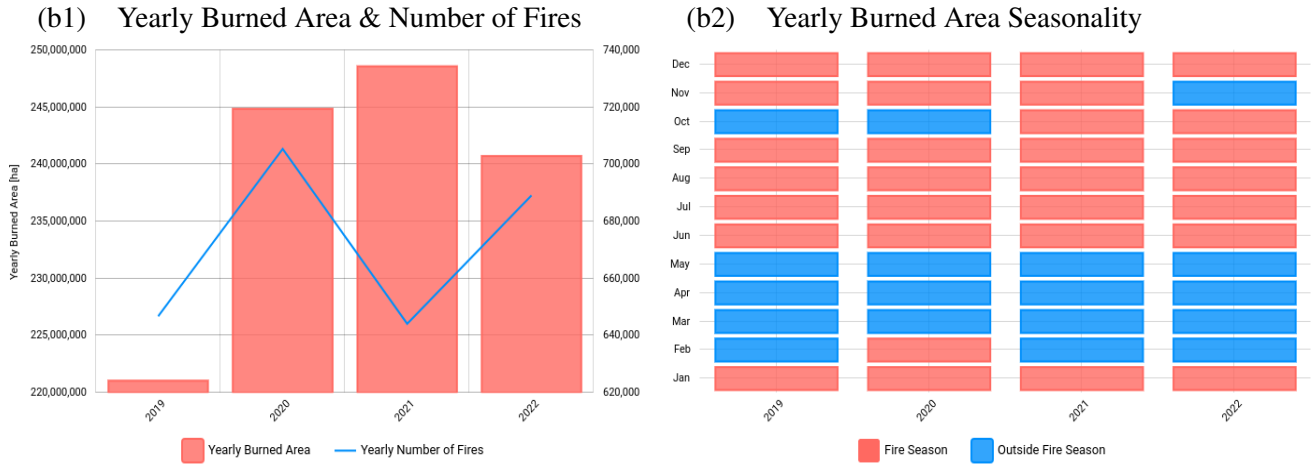 (b1) Yearly Burned Area & Number of Fires
250,000,000
245,000,000
240,000,000
235,000,000
230,000,000
225,000,000
220,000,000
Yearly Burned Area [ha]
740,000
720,000
700,000
680,000
660,000
640,000
620,000
2019
2020
2021
2022
Yearly Burned Area
Yearly Number of Fires
(b2) Yearly Burned Area Seasonality
Dec
Nov
Oct
Sep
Aug
Jul
Jun
May
Apr
Mar
Feb
Jan
2019
2020
2021
2022
Fire Season
Outside Fire Season